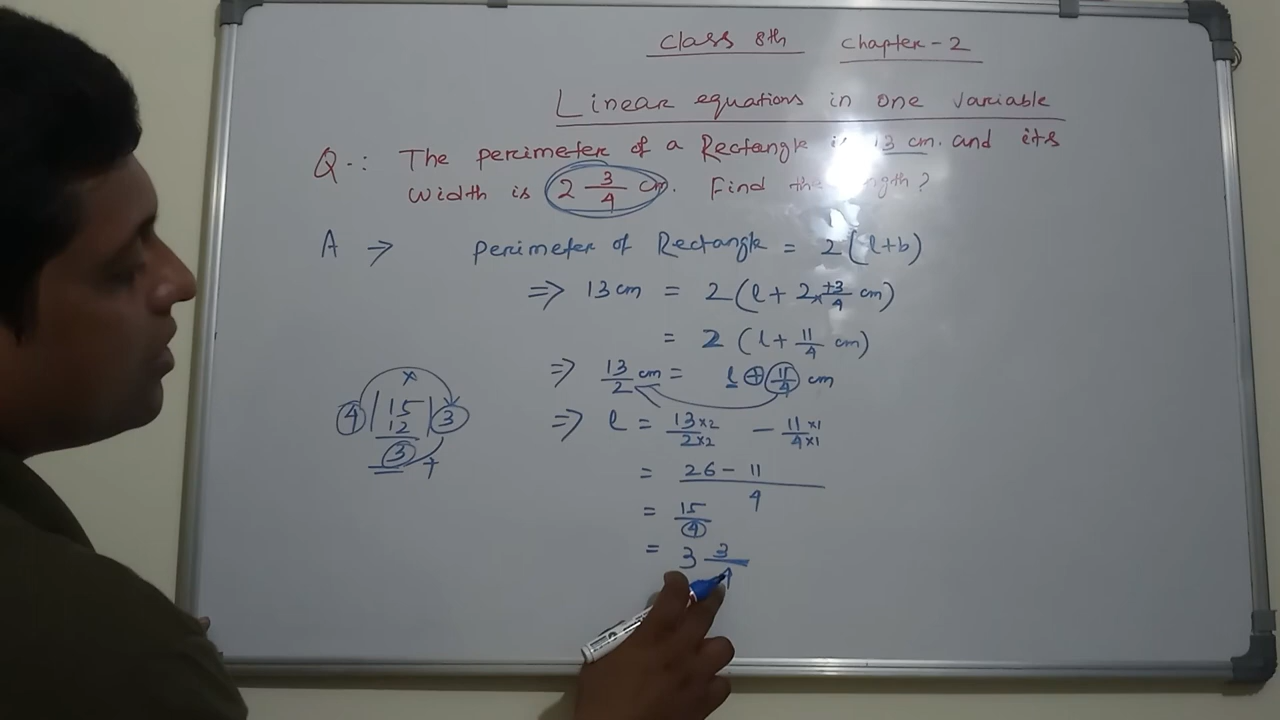 Class 8th Chapter - 2
Linear equations in one variable
Q.: The perimeter of a Rectangle is 13 cm. and its
width is 2 3/4 cm. Find the length?
A → perimeter of Rectangle = 2 (l+b)
⇒ 13 cm = 2 (l + 2 ×+3/4 cm)
= 2 (l + 11/4 cm)
⇒ 13/2 cm = l + 11/4 cm
⇒ l = 13×2/2×2 − 11×1/4×1
= 26 − 11/4
= 15/4
= 3 3/4
×
4 | 15 | 3
12
3
+